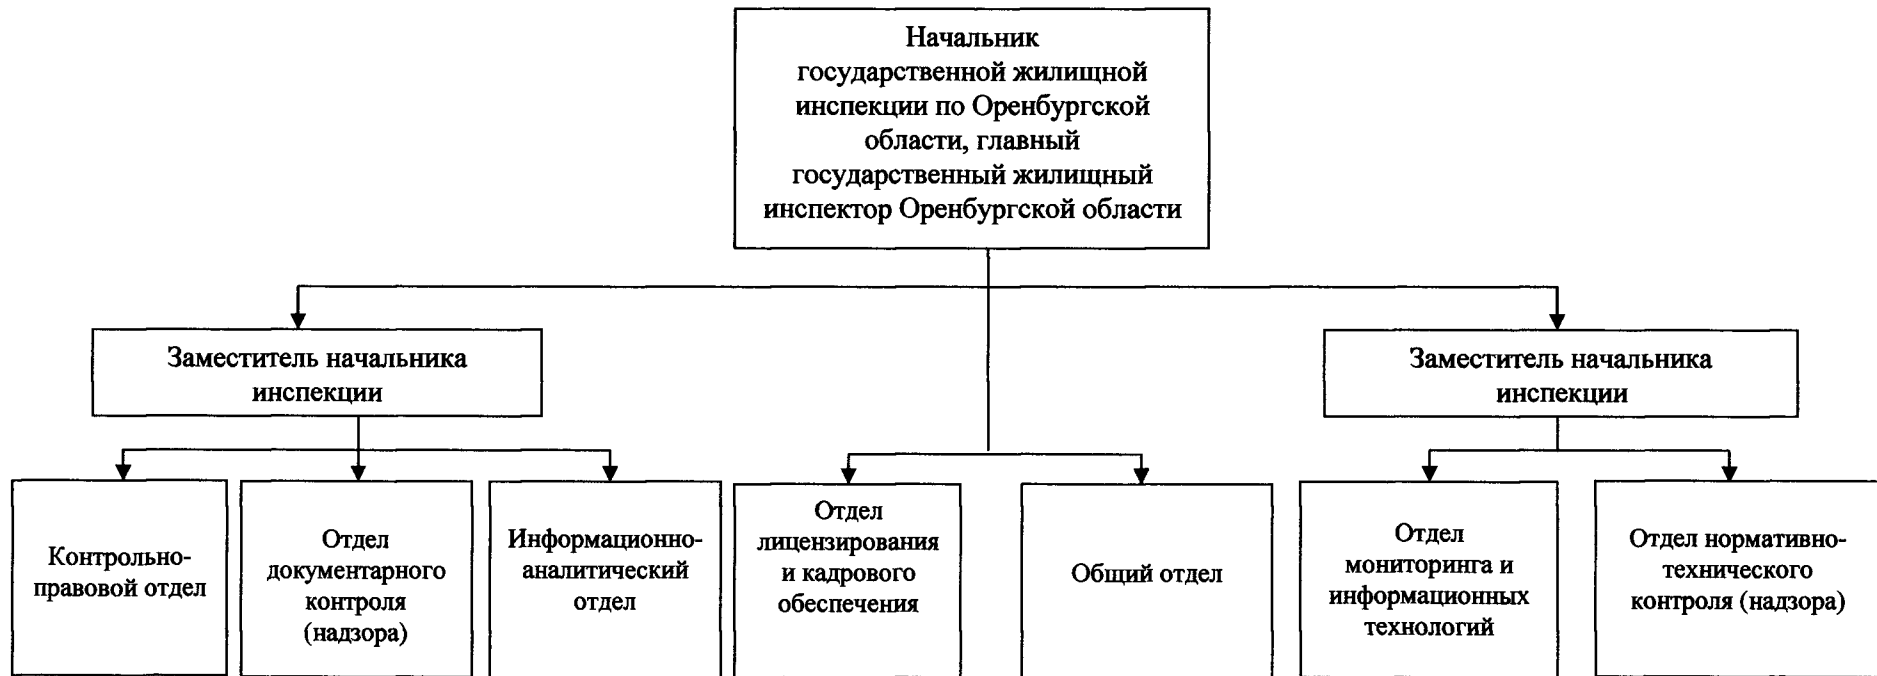 Начальник
государственной жилищной
инспекции по Оренбургской
области, главный
государственный жилищный
инспектор Оренбургской области
Заместитель начальника
инспекции
Заместитель начальника
инспекции
Контрольно-
правовой отдел
Отдел
документарного
контроля
(надзора)
Информационно-
аналитический
отдел
Отдел
лицензирования
и кадрового
обеспечения
Общий отдел
Отдел
мониторинга и
информационных
технологий
Отдел нормативно-
технического
контроля (надзора)